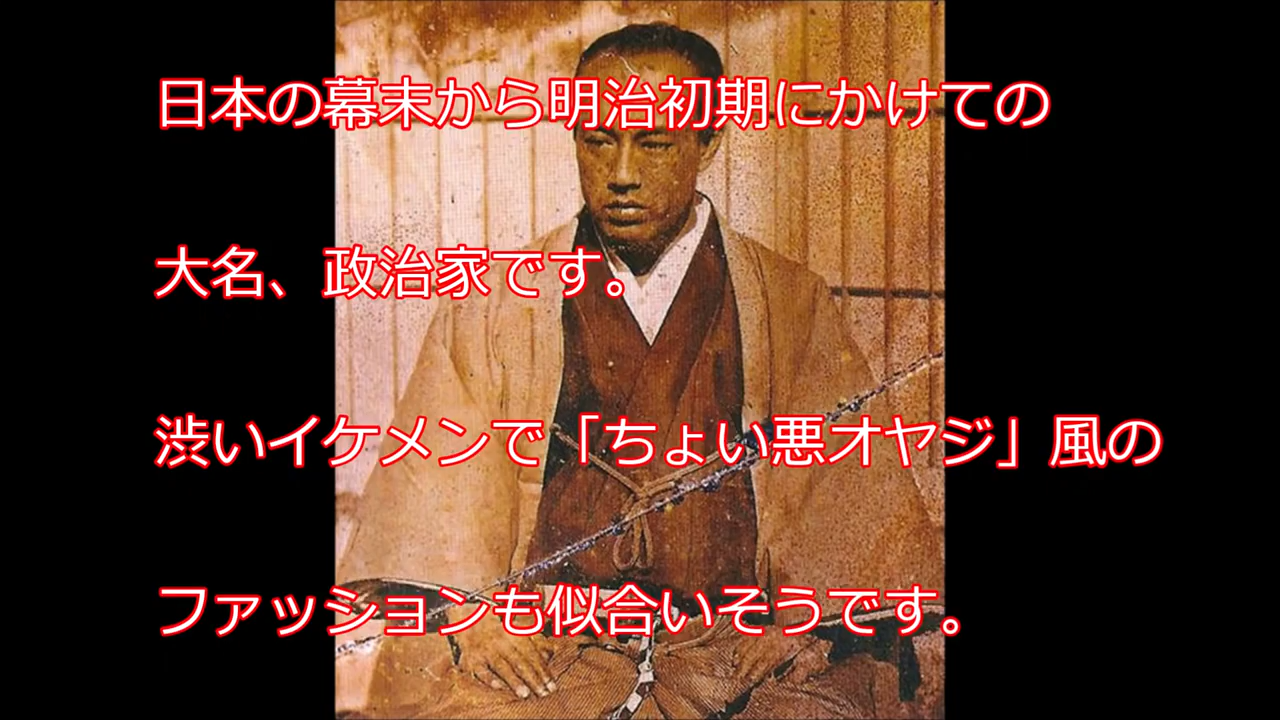 日本の幕末から明治初期にかけての
大名、政治家です。
渋いイケメンで「ちょい悪オヤジ」風の
ファッションも似合いそうです。